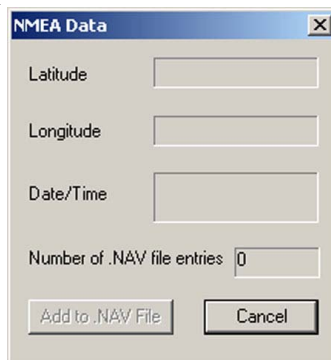 NMEA Data
Latitude
Longitude
Date/Time
Number of .NAV file entries 0
Add to .NAV File Cancel